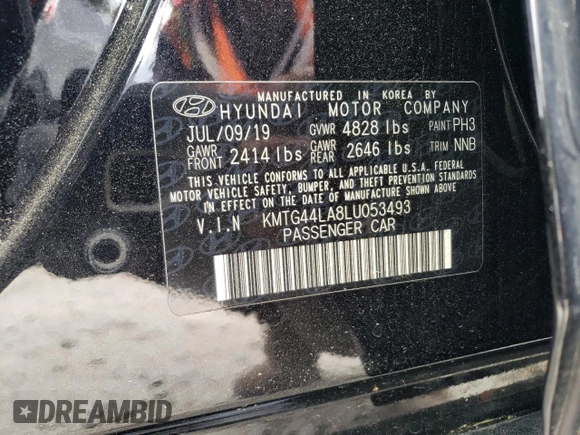 MANUFACTURED IN KOREA BY
HYUNDAI MOTOR COMPANY
JUL/09/19 GVWR 4828 lbs PAINT PH3
GAWR FRONT 2414 lbs GAWR REAR 2646 lbs TRIM NNB
THIS VEHICLE CONFORMS TO ALL APPLICABLE U.S.A. FEDERAL
MOTOR VEHICLE SAFETY, BUMPER, AND THEFT PREVENTION
STANDARDS IN EFFECT ON THE DATE OF MANUFACTURE SHOWN ABOVE.
V.I.N KMTG44LA8LU053493
PASSENGER CAR
DREAMBID